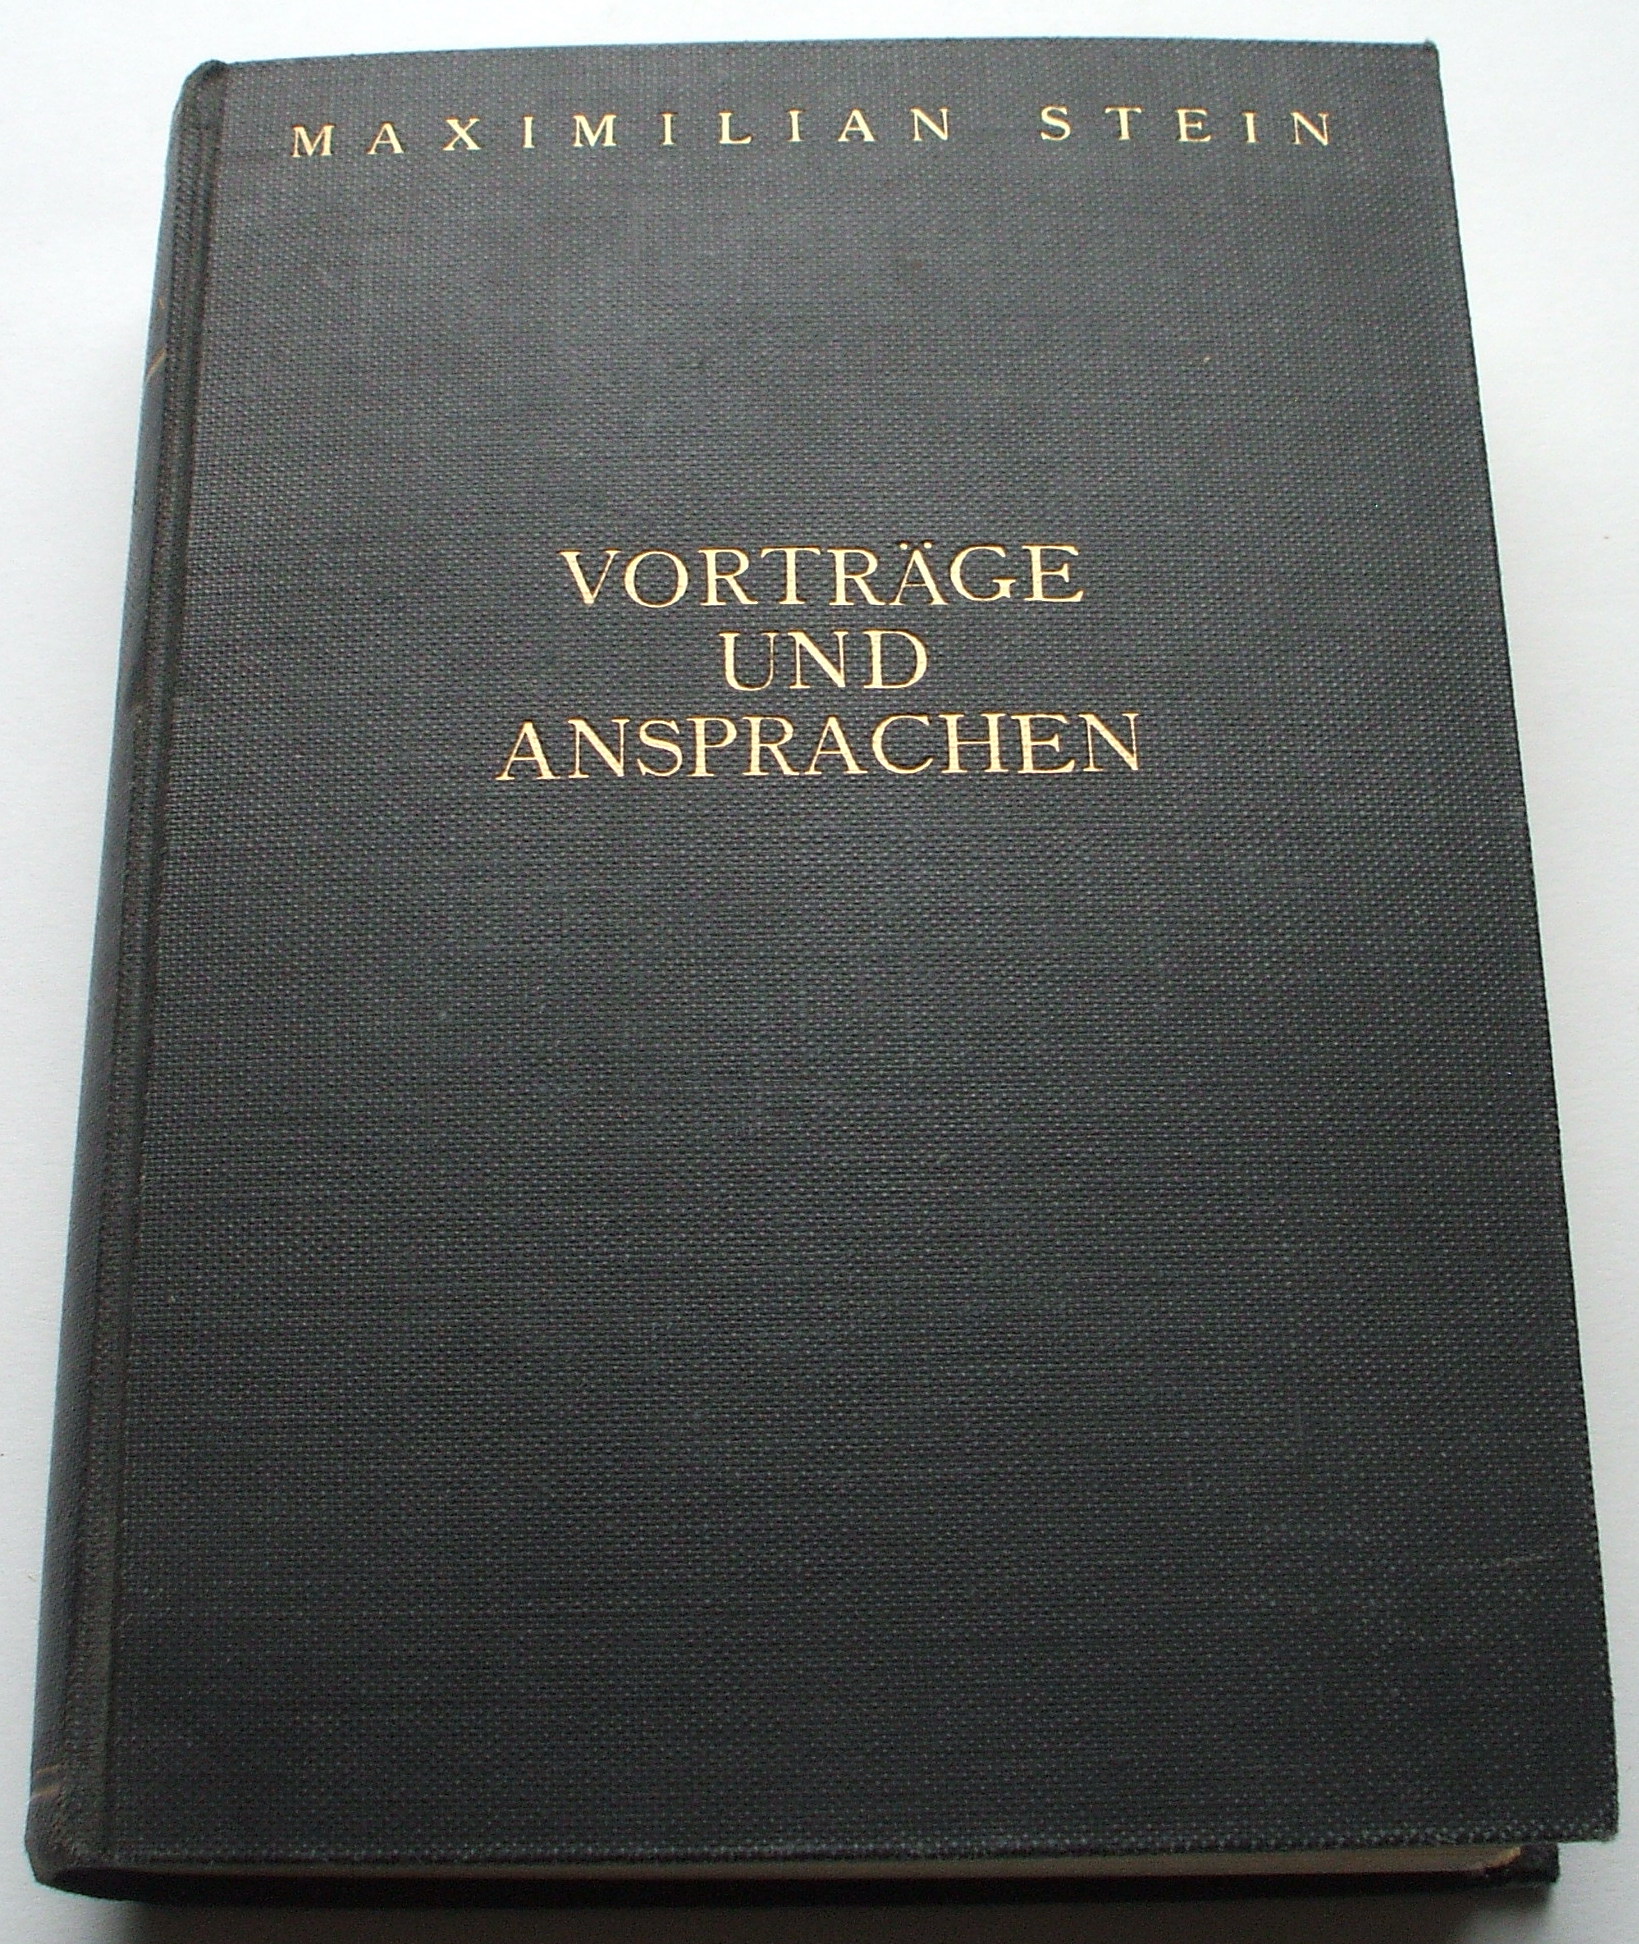 MAXIMILIAN STEIN
VORTRÄGE
UND
ANSPRACHEN